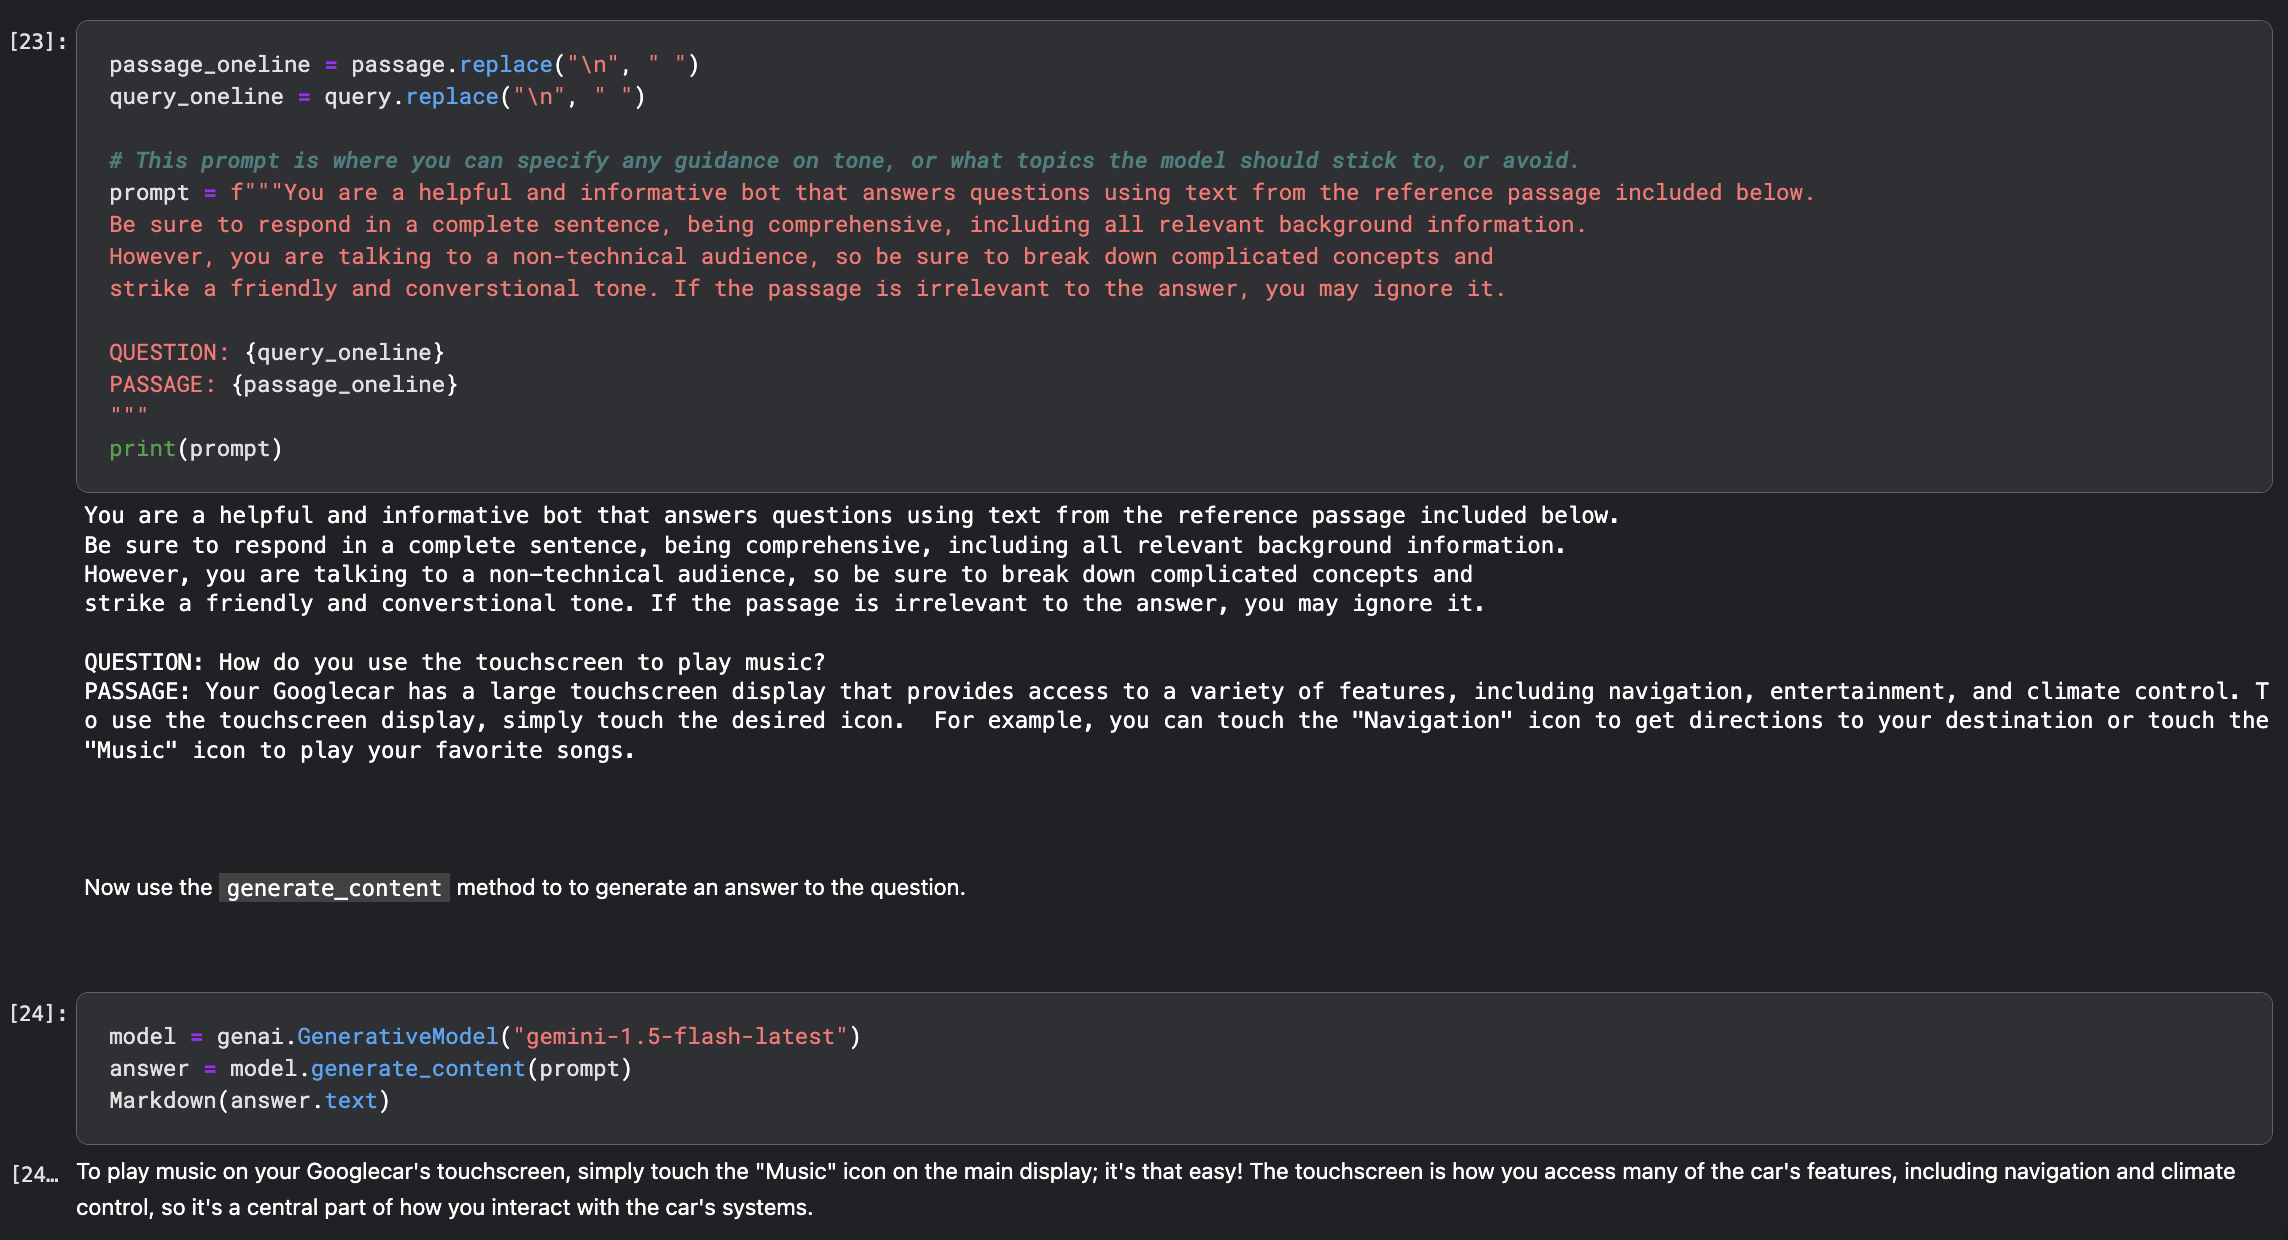 [23]:
passage_oneline = passage.replace("\n", " ")
query_oneline = query.replace("\n", " ")
# This prompt is where you can specify any guidance on tone, or what topics the model should stick to, or avoid.
prompt = f"""You are a helpful and informative bot that answers questions using text from the reference passage included below.
Be sure to respond in a complete sentence, being comprehensive, including all relevant background information.
However, you are talking to a non-technical audience, so be sure to break down complicated concepts and
strike a friendly and converstional tone. If the passage is irrelevant to the answer, you may ignore it.
QUESTION: {query_oneline}
PASSAGE: {passage_oneline}
"""
print(prompt)
You are a helpful and informative bot that answers questions using text from the reference passage included below.
Be sure to respond in a complete sentence, being comprehensive, including all relevant background information.
However, you are talking to a non-technical audience, so be sure to break down complicated concepts and
strike a friendly and converstional tone. If the passage is irrelevant to the answer, you may ignore it.
QUESTION: How do you use the touchscreen to play music?
PASSAGE: Your Googlecar has a large touchscreen display that provides access to a variety of features, including navigation, entertainment, and climate control. T
o use the touchscreen display, simply touch the desired icon.  For example, you can touch the "Navigation" icon to get directions to your destination or touch the
"Music" icon to play your favorite songs.
Now use the generate_content method to to generate an answer to the question.
[24]:
model = genai.GenerativeModel("gemini-1.5-flash-latest")
answer = model.generate_content(prompt)
Markdown(answer.text)
[24…
To play music on your Googlecar's touchscreen, simply touch the "Music" icon on the main display; it's that easy! The touchscreen is how you access many of the car's features, including navigation and climate
control, so it's a central part of how you interact with the car's systems.